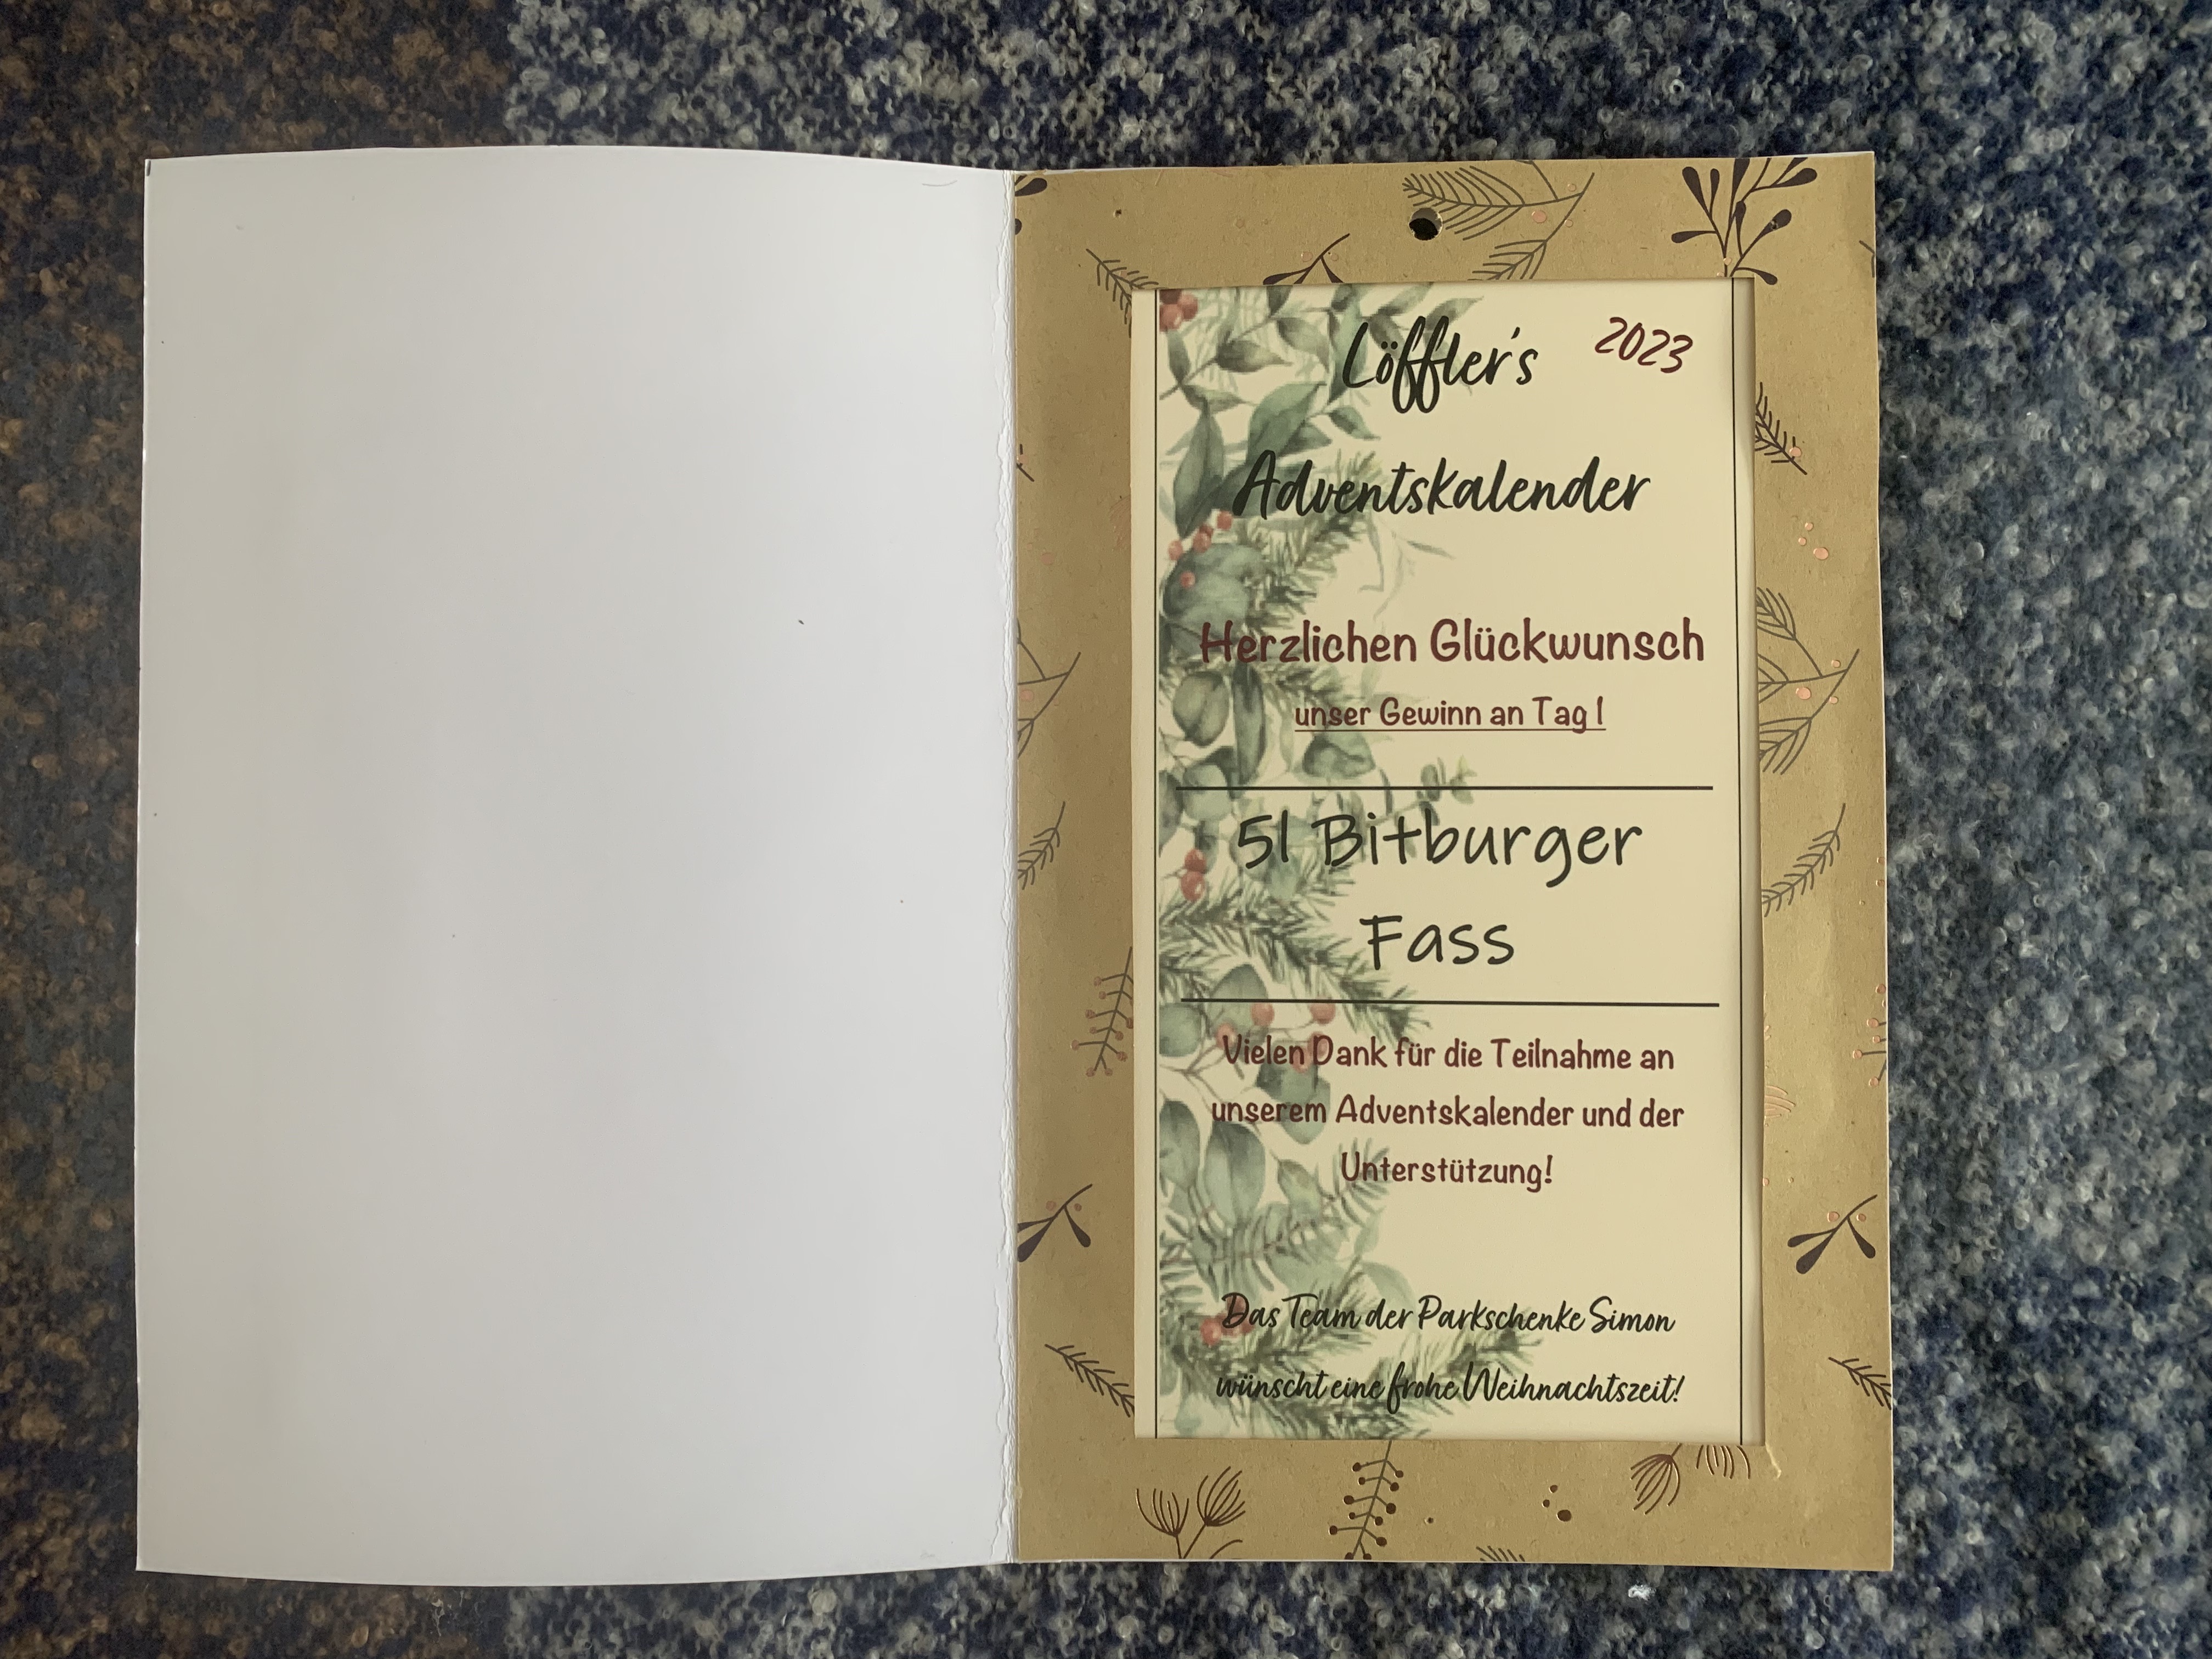 Löffler's 2023
Adventskalender
Herzlichen Glückwunsch
unser Gewinn an Tag 1
5l Bitburger
Fass
Vielen Dank für die Teilnahme an
unserem Adventskalender und der
Unterstützung!
Das Team der Parkschenke Simon
wünscht eine frohe Weihnachtszeit!